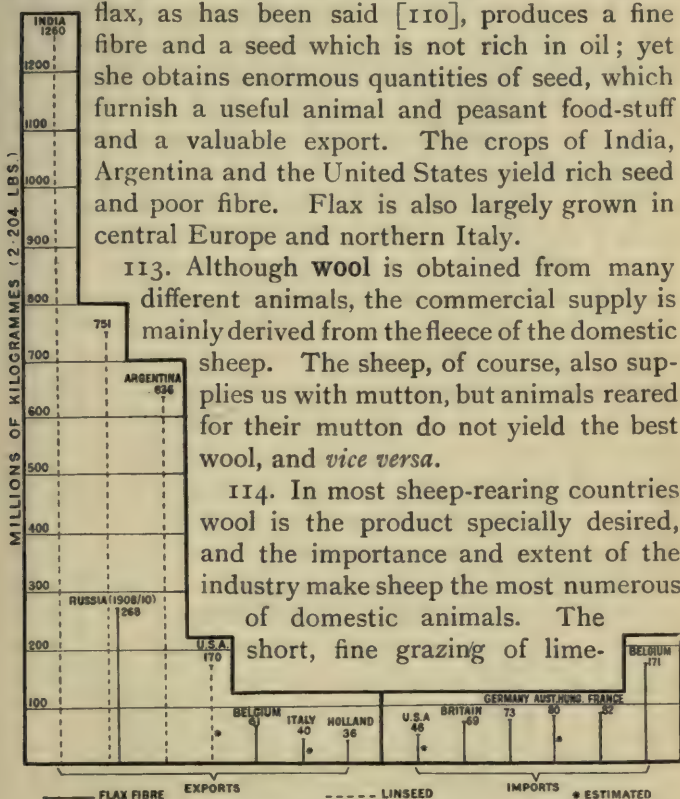 flax, as has been said [110], produces a fine
fibre and a seed which is not rich in oil; yet
she obtains enormous quantities of seed, which
furnish a useful animal and peasant food-stuff
and a valuable export. The crops of India,
Argentina and the United States yield rich seed
and poor fibre. Flax is also largely grown in
central Europe and northern Italy.
113. Although wool is obtained from many
different animals, the commercial supply is
mainly derived from the fleece of the domestic
sheep. The sheep, of course, also sup-
plies us with mutton, but animals reared
for their mutton do not yield the best
wool, and vice versa.
114. In most sheep-rearing countries
wool is the product specially desired,
and the importance and extent of the
industry make sheep the most numerous
of domestic animals. The
short, fine grazing of lime-
MILLIONS OF KILOGRAMMES (2·204 LBS.)
INDIA
1260
1200
1100
1000
900
800
751
700
ARGENTINA
636
600
500
400
300
RUSSIA (1908/10)
268
200
U.S.A.
170
100
BELGIUM
61
ITALY
40
HOLLAND
36
U.S.A
46
BRITAIN
69
GERMANY AUST.HUNG. FRANCE
73
80
82
BELGIUM
171
EXPORTS
IMPORTS
FLAX FIBRE
LINSEED
* ESTIMATED